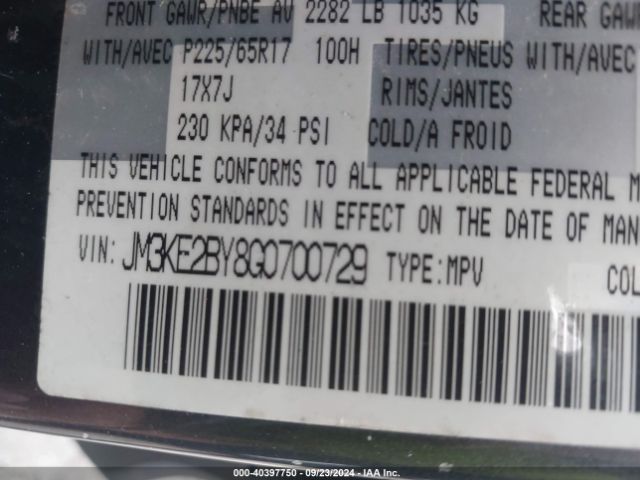 FRONT GAWR/PNBE AV 2282 LB 1035 KG REAR GAW
WITH/AVEC P225/65R17 100H TIRES/PNEUS WITH/AVEC
17X7J RIMS/JANTES
230 KPA/34 PSI COLD/A FROID
THIS VEHICLE CONFORMS TO ALL APPLICABLE FEDERAL M
PREVENTION STANDARDS IN EFFECT ON THE DATE OF MAN
VIN: JM3KE2BY8G0700729 TYPE:MPV COL
000-40397750 - 09/23/2024 - IAA Inc.